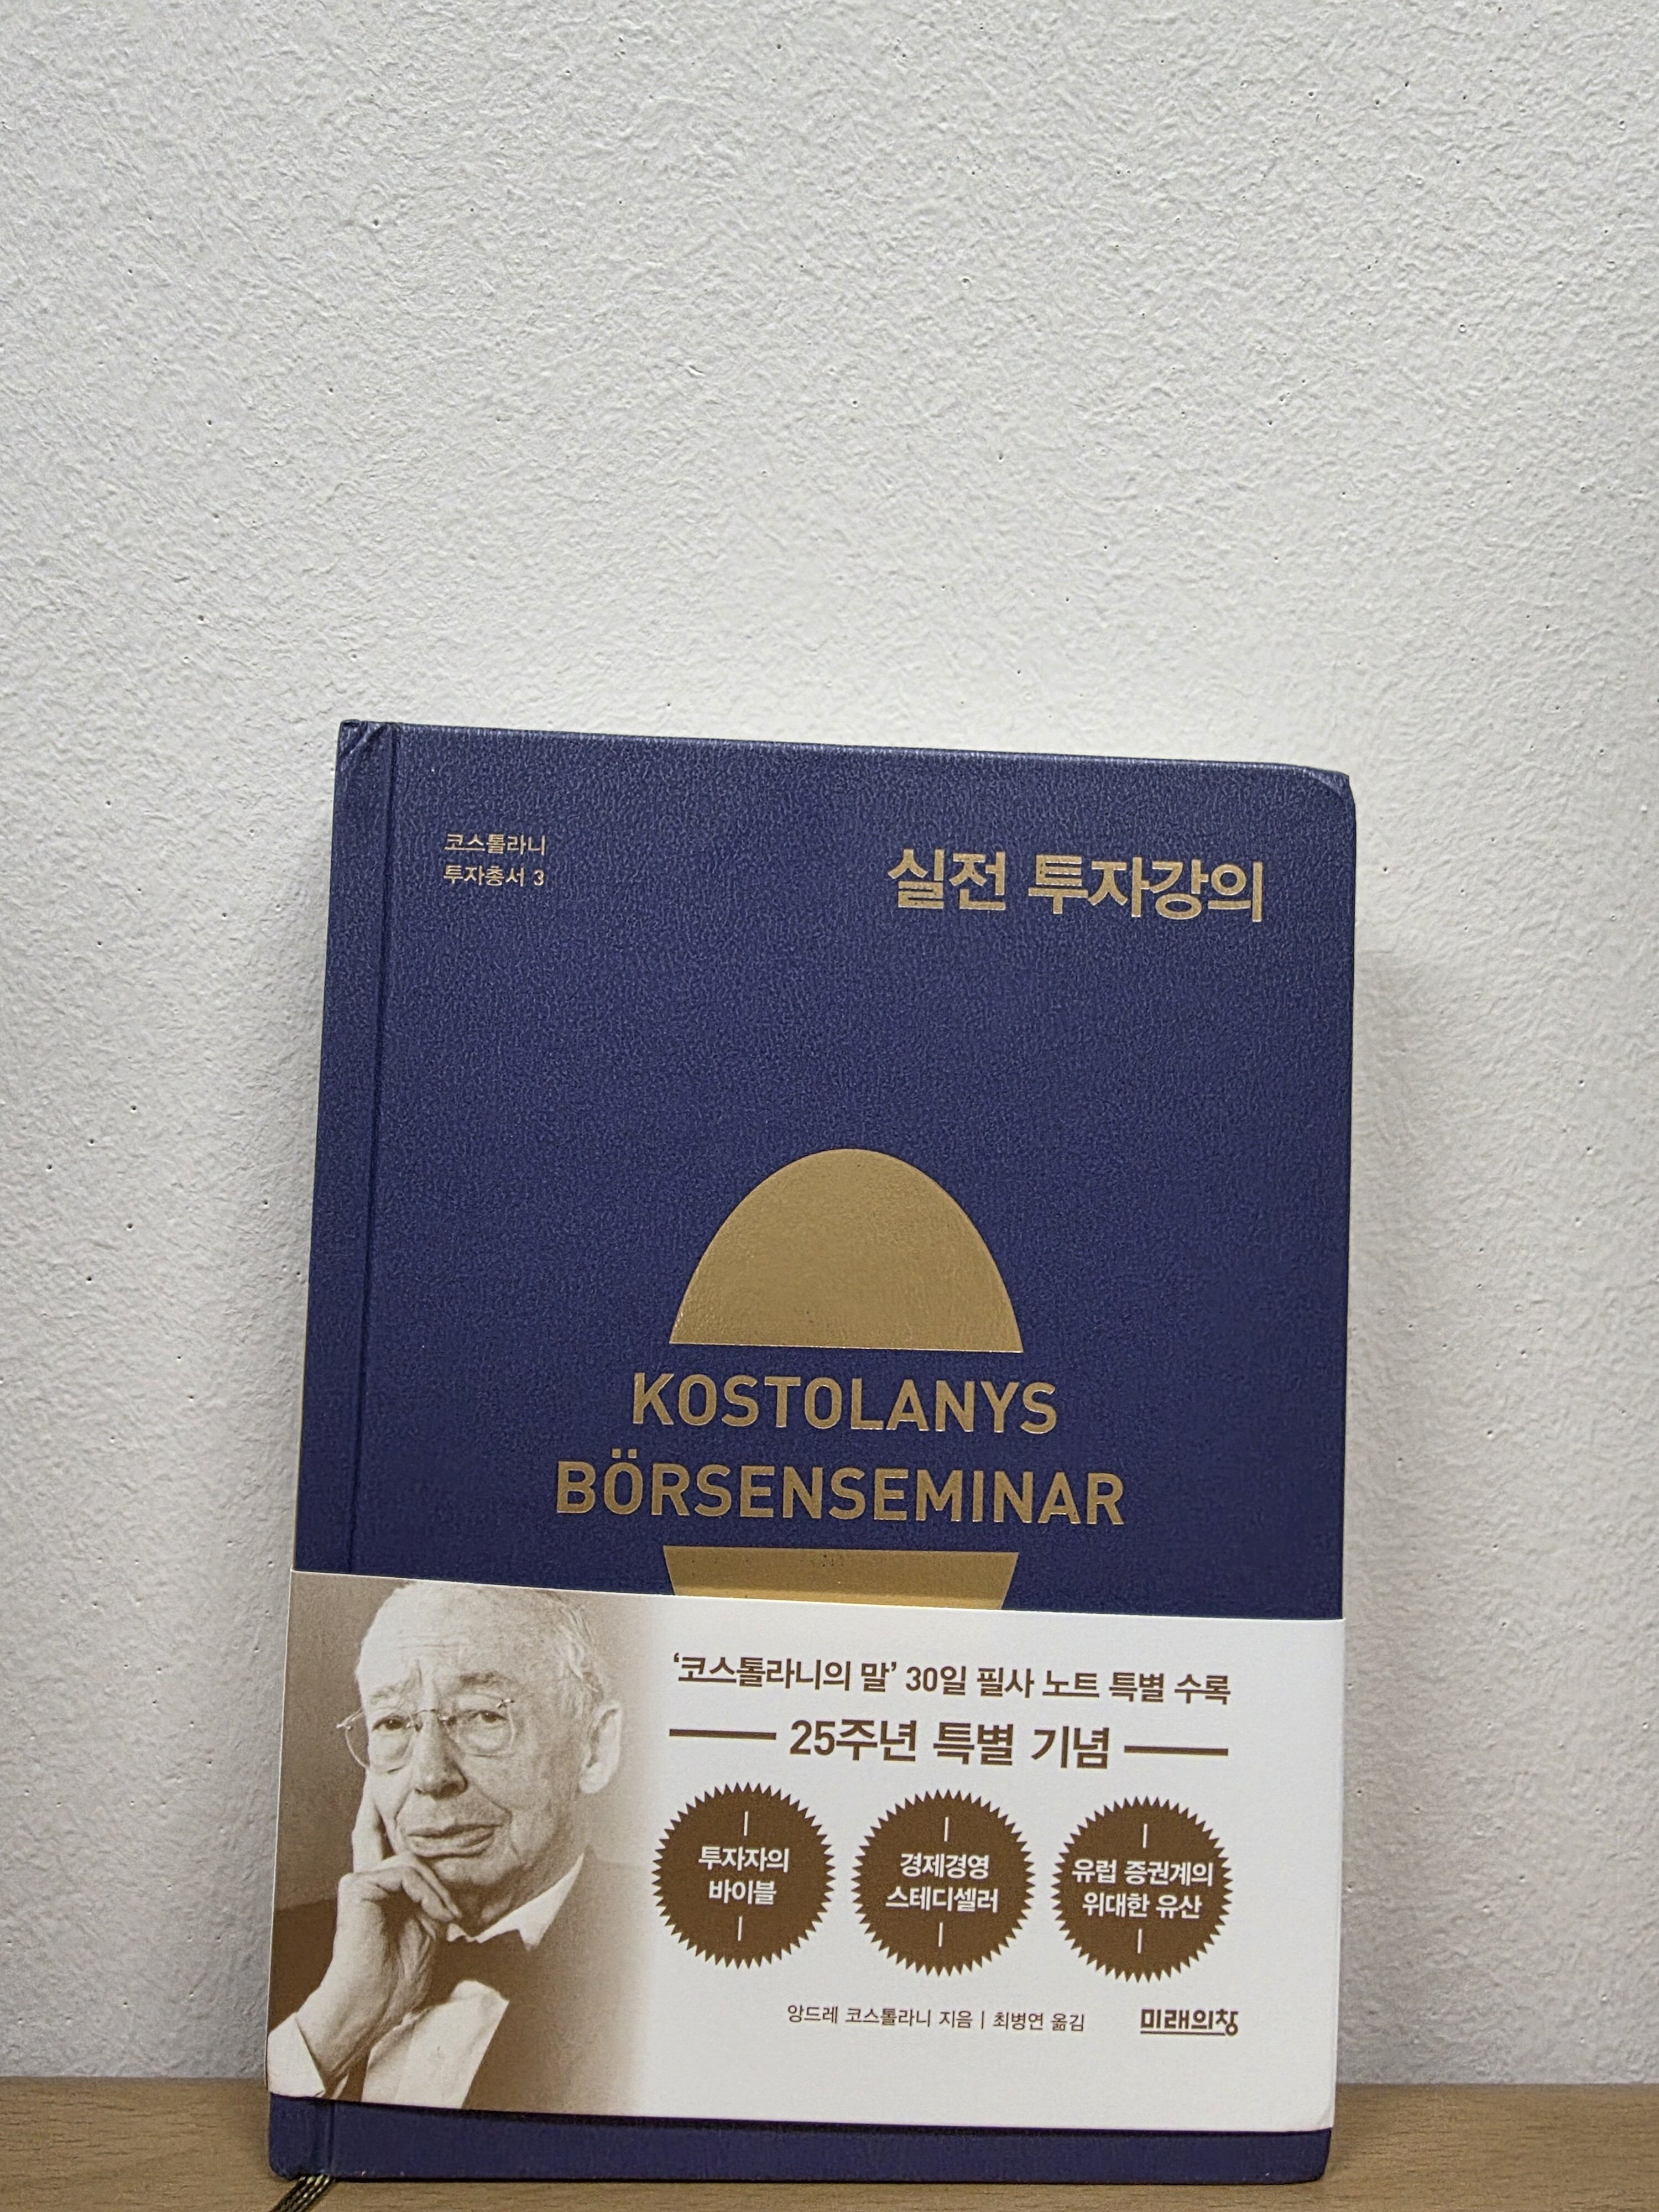 코스톨라니
투자총서 3
실전 투자강의
KOSTOLANYS
BÖRSENSEMINAR
‘코스톨라니의 말’ 30일 필사 노트 특별 수록
25주년 특별 기념
투자자의
바이블
경제경영
스테디셀러
유럽 증권계의
위대한 유산
앙드레 코스톨라니 지음 | 최병연 옮김
미래의창